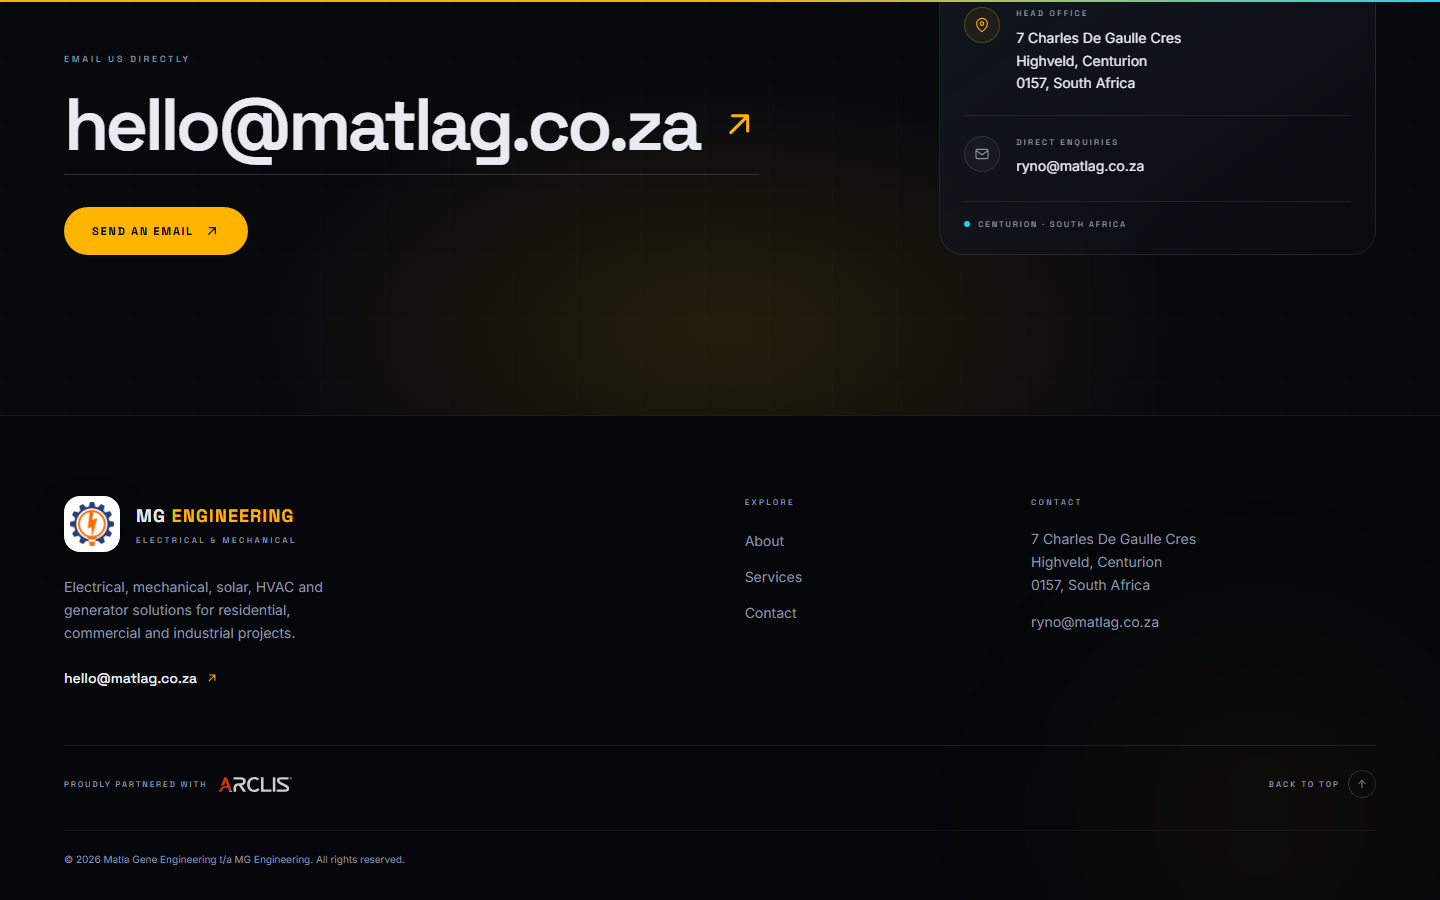 EMAIL US DIRECTLY
hello@matlag.co.za
SEND AN EMAIL
HEAD OFFICE
7 Charles De Gaulle Cres
Highveld, Centurion
0157, South Africa
DIRECT ENQUIRIES
ryno@matlag.co.za
CENTURION · SOUTH AFRICA
MG ENGINEERING
ELECTRICAL & MECHANICAL
Electrical, mechanical, solar, HVAC and
generator solutions for residential,
commercial and industrial projects.
hello@matlag.co.za
EXPLORE
About
Services
Contact
CONTACT
7 Charles De Gaulle Cres
Highveld, Centurion
0157, South Africa
ryno@matlag.co.za
PROUDLY PARTNERED WITH
ARCLIS
BACK TO TOP
© 2026 Matla Gene Engineering t/a MG Engineering. All rights reserved.